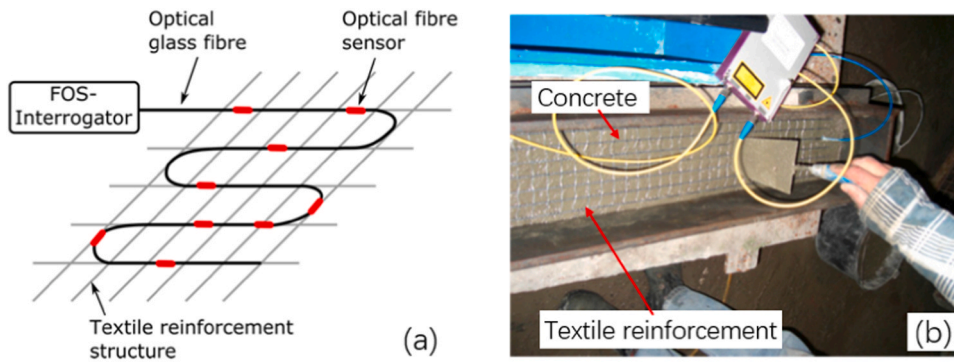 Optical
glass fibre
Optical fibre
sensor
FOS-
Interrogator
Textile reinforcement
structure
(a)
Concrete
Textile reinforcement
(b)